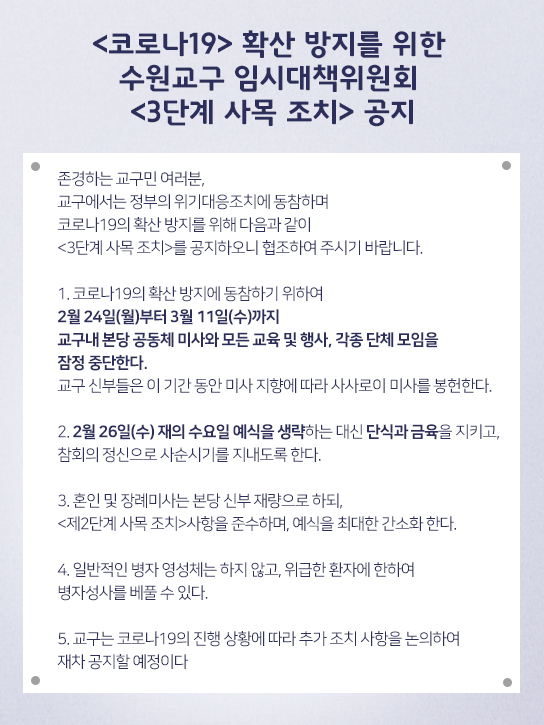 <코로나19> 확산 방지를 위한
수원교구 임시대책위원회
<3단계 사목 조치> 공지
존경하는 교구민 여러분,
교구에서는 정부의 위기대응조치에 동참하며
코로나19의 확산 방지를 위해 다음과 같이
<3단계 사목 조치>를 공지하오니 협조하여 주시기 바랍니다.
1. 코로나19의 확산 방지에 동참하기 위하여
2월 24일(월)부터 3월 11일(수)까지
교구내 본당 공동체 미사와 모든 교육 및 행사, 각종 단체 모임을
잠정 중단한다.
교구 신부들은 이 기간 동안 미사 지향에 따라 사사로이 미사를 봉헌한다.
2. 2월 26일(수) 재의 수요일 예식을 생략하는 대신 단식과 금육을 지키고,
참회의 정신으로 사순시기를 지내도록 한다.
3. 혼인 및 장례미사는 본당 신부 재량으로 하되,
<제2단계 사목 조치>사항을 준수하며, 예식을 최대한 간소화 한다.
4. 일반적인 병자 영성체는 하지 않고, 위급한 환자에 한하여
병자성사를 베풀 수 있다.
5. 교구는 코로나19의 진행 상황에 따라 추가 조치 사항을 논의하여
재차 공지할 예정이다